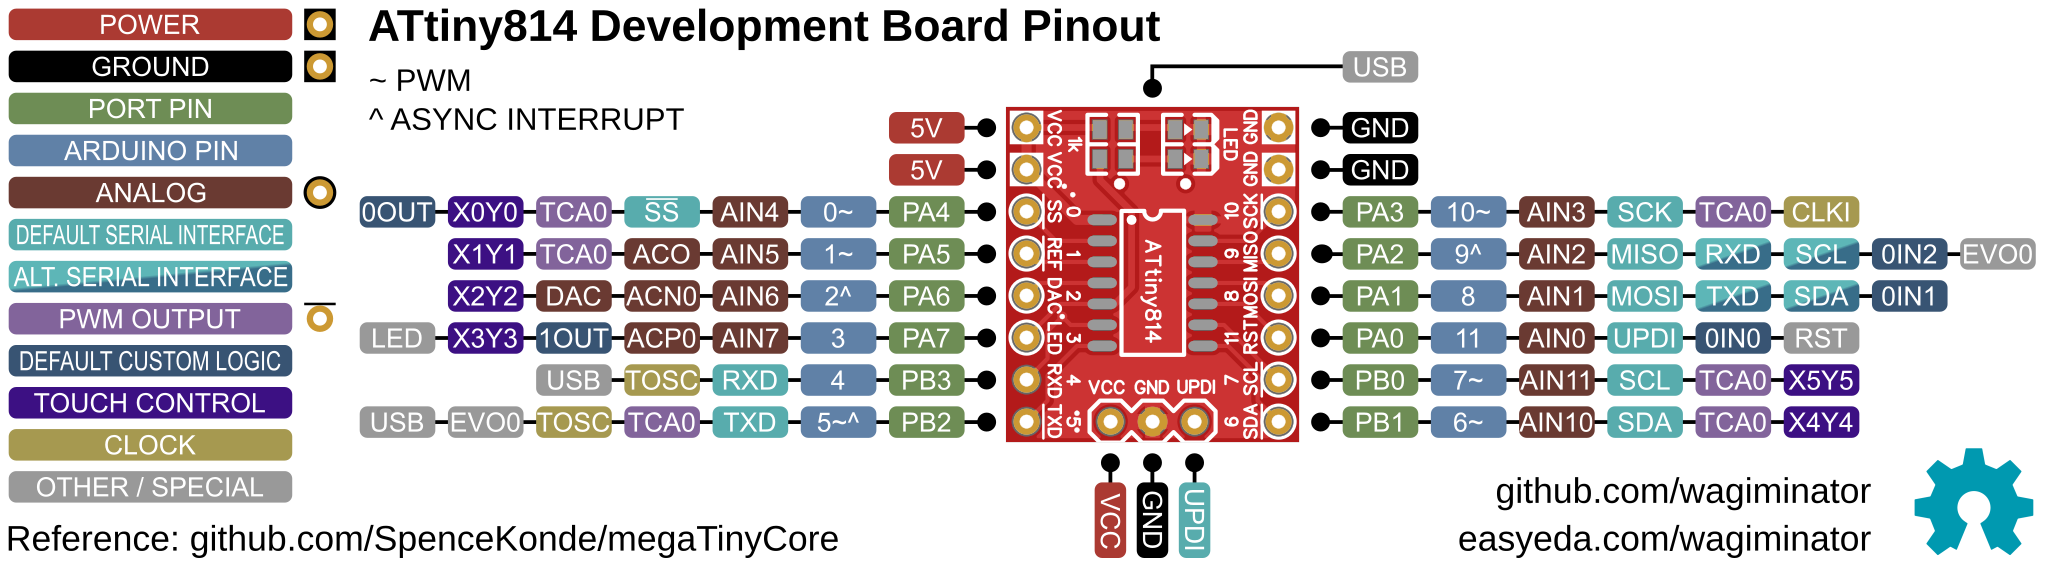 ATtiny814 Development Board Pinout
~ PWM
^ ASYNC INTERRUPT
POWER
GROUND
PORT PIN
ARDUINO PIN
ANALOG
DEFAULT SERIAL INTERFACE
ALT. SERIAL INTERFACE
PWM OUTPUT
DEFAULT CUSTOM LOGIC
TOUCH CONTROL
CLOCK
OTHER / SPECIAL
USB
5V
5V
0OUT X0Y0 TCA0 SS AIN4 0~ PA4
X1Y1 TCA0 ACO AIN5 1~ PA5
X2Y2 DAC ACN0 AIN6 2^ PA6
LED X3Y3 1OUT ACP0 AIN7 3 PA7
USB TOSC RXD 4 PB3
USB EVO0 TOSC TCA0 TXD 5~^ PB2
VCC VCC SS REF DAC LED RXD TXD
0 1 2 3 4 5
1k
LED
ATtiny814
VCC GND UPDI
10 9 8 11 7 6
GND GND SCK MISO MOSI RST SCL SDA
GND
GND
PA3 10~ AIN3 SCK TCA0 CLKI
PA2 9^ AIN2 MISO RXD SCL 0IN2 EVO0
PA1 8 AIN1 MOSI TXD SDA 0IN1
PA0 11 AIN0 UPDI 0IN0 RST
PB0 7~ AIN11 SCL TCA0 X5Y5
PB1 6~ AIN10 SDA TCA0 X4Y4
VCC GND UPDI
Reference: github.com/SpenceKonde/megaTinyCore
github.com/wagiminator
easyeda.com/wagiminator